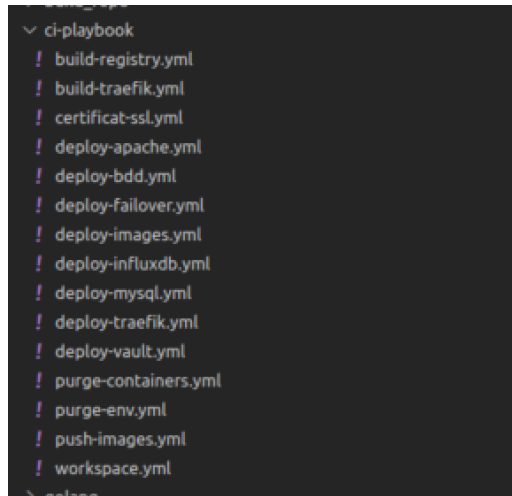 ci-playbook
! build-registry.yml
! build-traefik.yml
! certificat-ssl.yml
! deploy-apache.yml
! deploy-bdd.yml
! deploy-failover.yml
! deploy-images.yml
! deploy-influxdb.yml
! deploy-mysql.yml
! deploy-traefik.yml
! deploy-vault.yml
! purge-containers.yml
! purge-env.yml
! push-images.yml
! workspace.yml